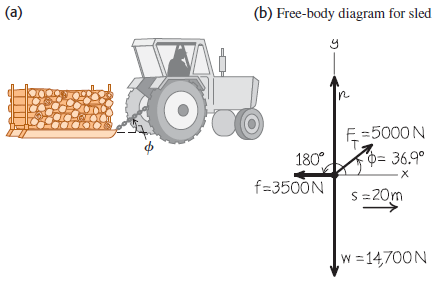 (a)
ϕ
(b) Free-body diagram for sled
y
n
F_T = 5000 N
180°
ϕ = 36.9°
x
f = 3500 N
s = 20 m
w = 14,700 N